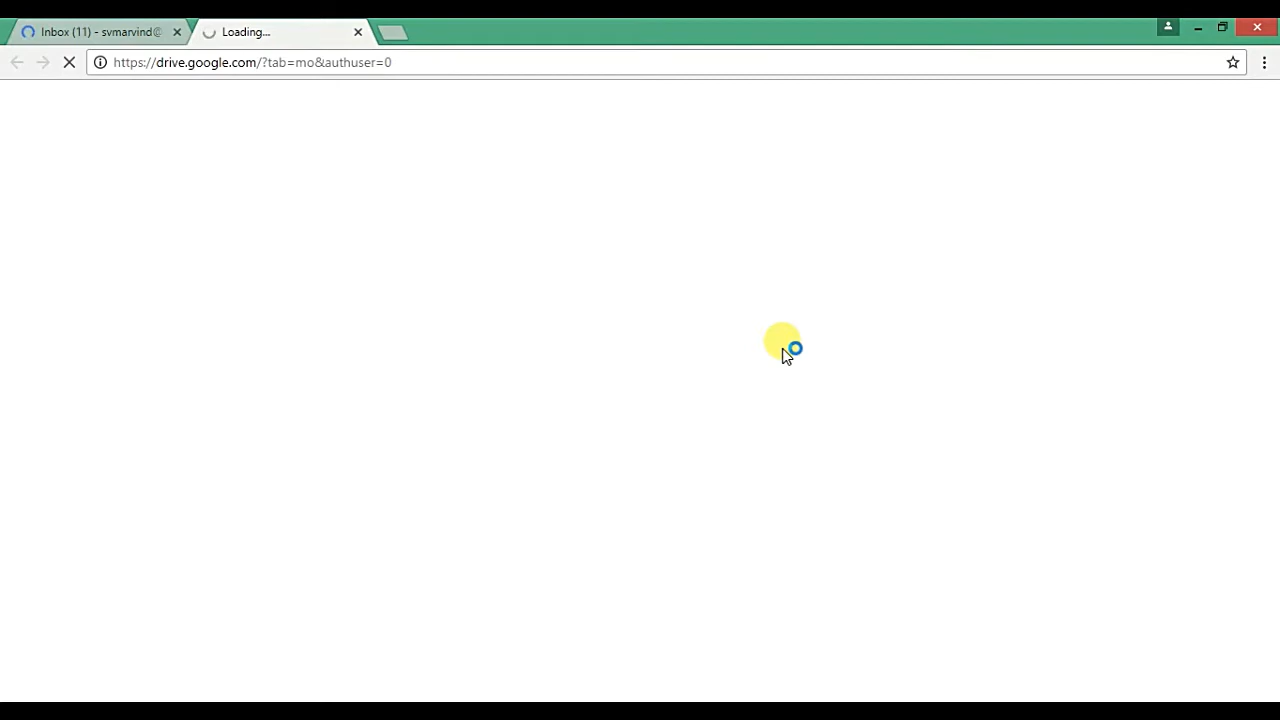 Inbox (11) - svmarvind@
Loading...
https://drive.google.com/?tab=mo&authuser=0